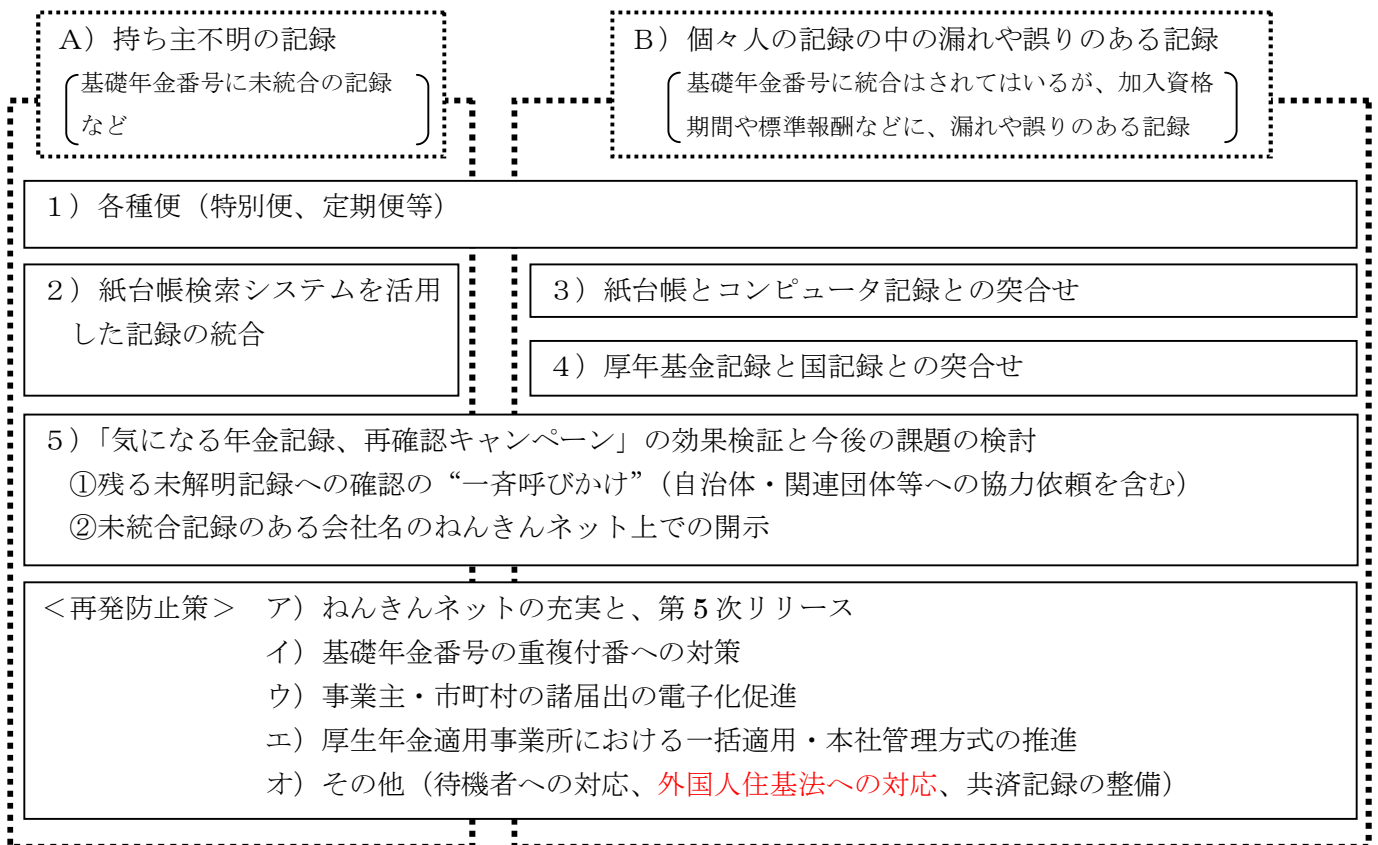 A）持ち主不明の記録
基礎年金番号に未統合の記録
など
B）個々人の記録の中の漏れや誤りのある記録
基礎年金番号に統合はされてはいるが、加入資格
期間や標準報酬などに、漏れや誤りのある記録
１）各種便（特別便、定期便等）
２）紙台帳検索システムを活用
した記録の統合
３）紙台帳とコンピュータ記録との突合せ
４）厚年基金記録と国記録との突合せ
５）「気になる年金記録、再確認キャンペーン」の効果検証と今後の課題の検討
①残る未解明記録への確認の“一斉呼びかけ”（自治体・関連団体等への協力依頼を含む）
②未統合記録のある会社名のねんきんネット上での開示
＜再発防止策＞　ア）ねんきんネットの充実と、第5次リリース
イ）基礎年金番号の重複付番への対策
ウ）事業主・市町村の諸届出の電子化促進
エ）厚生年金適用事業所における一括適用・本社管理方式の推進
オ）その他（待機者への対応、外国人住基法への対応、共済記録の整備）